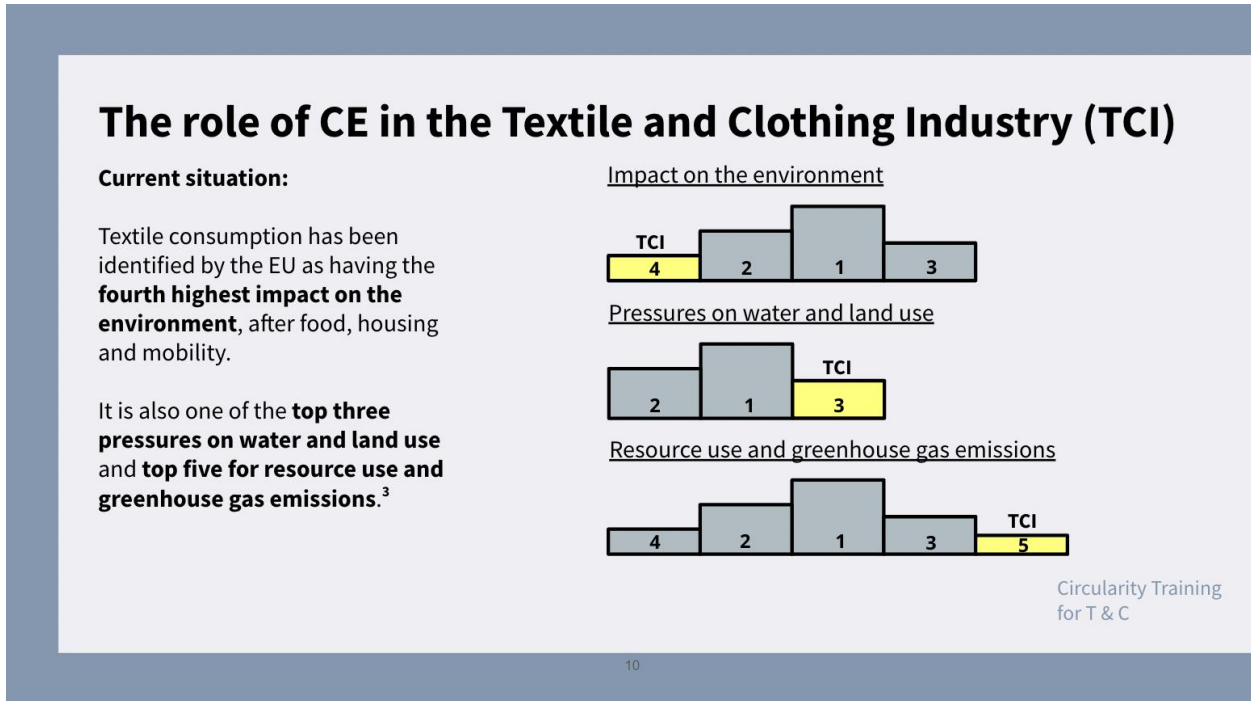 The role of CE in the Textile and Clothing Industry (TCI)
Current situation:
Textile consumption has been
identified by the EU as having the
fourth highest impact on the
environment, after food, housing
and mobility.
It is also one of the top three
pressures on water and land use
and top five for resource use and
greenhouse gas emissions.³
Impact on the environment
TCI
4 2 1 3
Pressures on water and land use
TCI
2 1 3
Resource use and greenhouse gas emissions
TCI
4 2 1 3 5
Circularity Training
for T & C
10